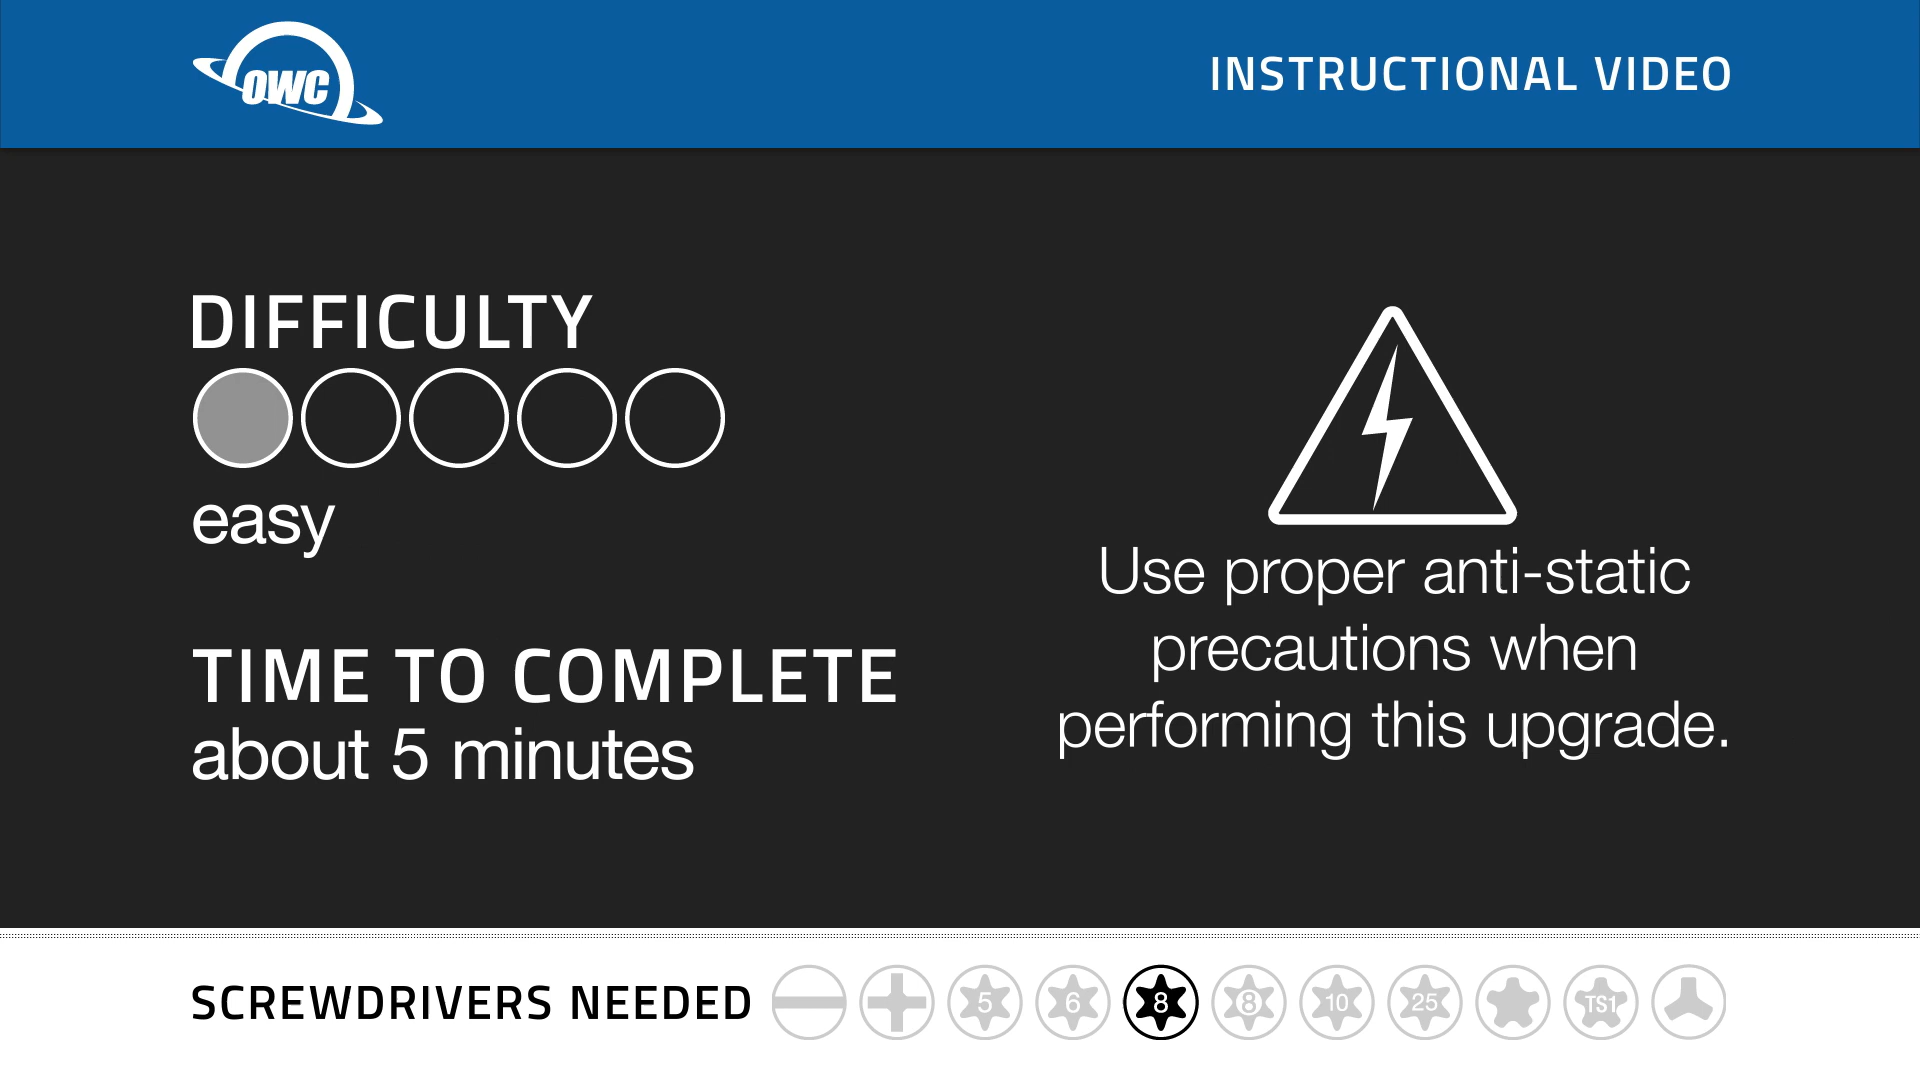 OWC
INSTRUCTIONAL VIDEO
DIFFICULTY
easy
TIME TO COMPLETE
about 5 minutes
Use proper anti-static
precautions when
performing this upgrade.
SCREWDRIVERS NEEDED 5 6 8 8 10 25 TS1